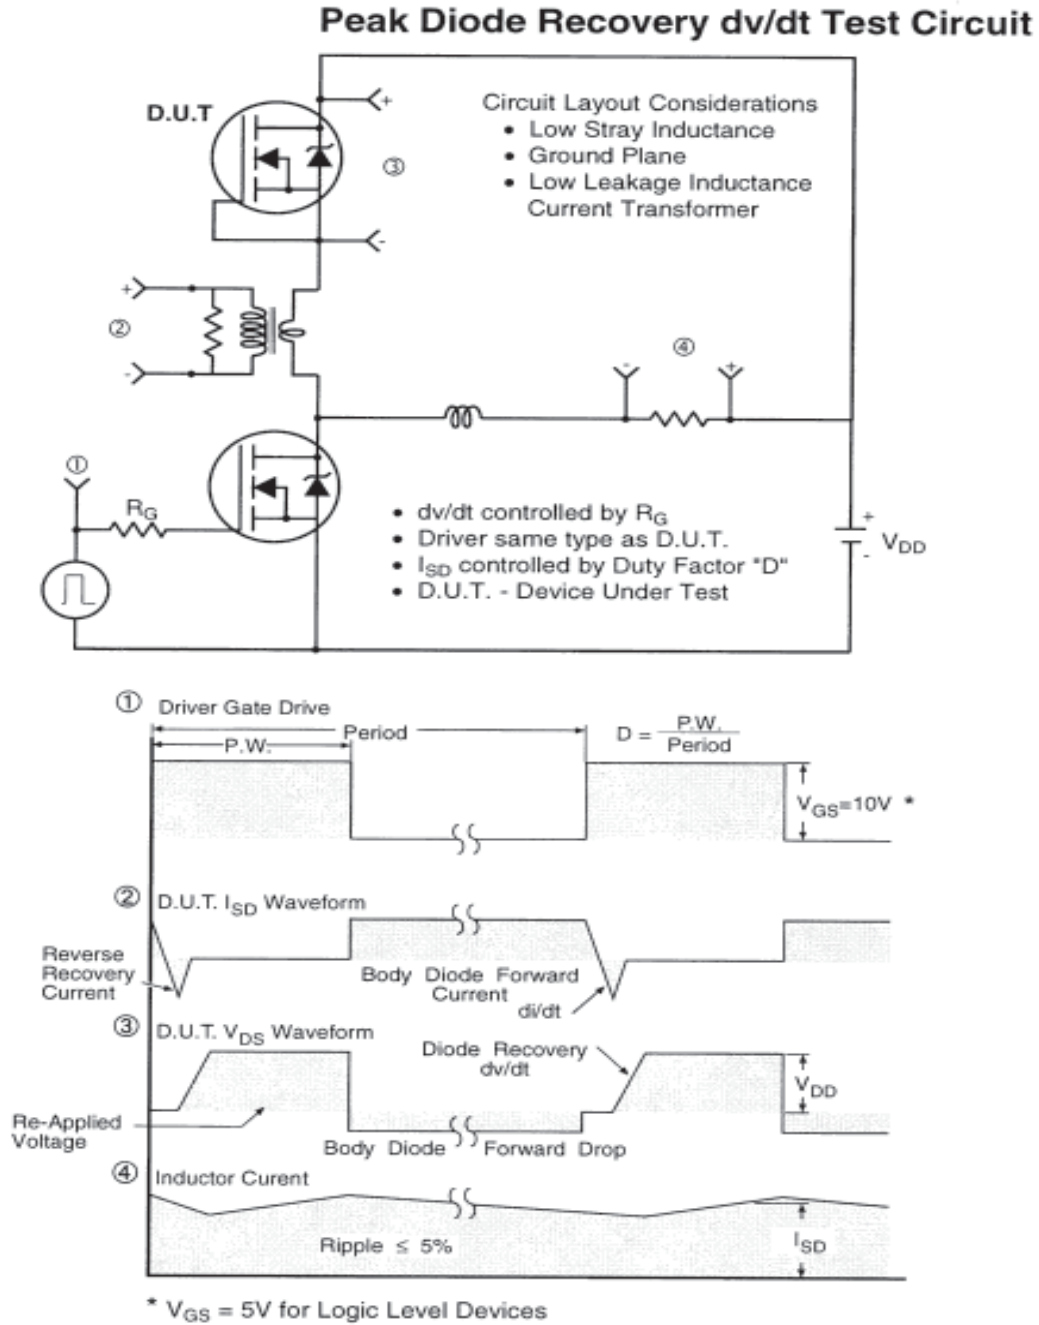 Peak Diode Recovery dv/dt Test Circuit
D.U.T
+
③
-
Circuit Layout Considerations
• Low Stray Inductance
• Ground Plane
• Low Leakage Inductance
Current Transformer
+
②
-
④
-
+
①
RG
• dv/dt controlled by RG
• Driver same type as D.U.T.
• ISD controlled by Duty Factor "D"
• D.U.T. - Device Under Test
+
VDD
-
① Driver Gate Drive
Period
P.W.
D = P.W.
Period
VGS=10V *
② D.U.T. ISD Waveform
Reverse
Recovery
Current
Body Diode Forward
Current
di/dt
③ D.U.T. VDS Waveform
Diode Recovery
dv/dt
VDD
Re-Applied
Voltage
Body Diode Forward Drop
④ Inductor Curent
Ripple ≤ 5%
ISD
* VGS = 5V for Logic Level Devices